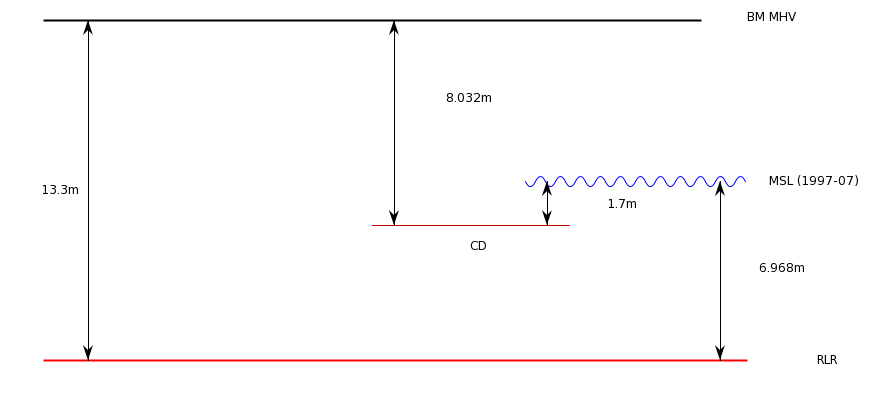 BM MHV
8.032m
MSL (1997-07)
13.3m
1.7m
CD
6.968m
RLR